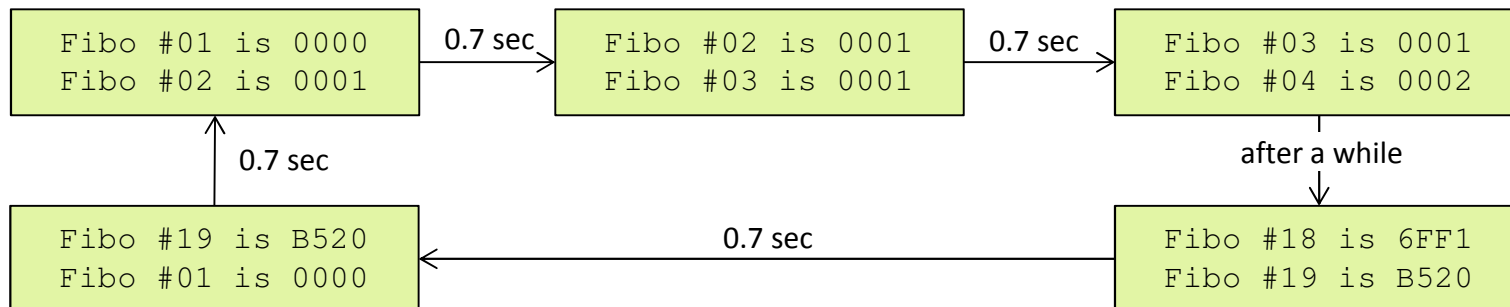 Fibo #01 is 0000
Fibo #02 is 0001
0.7 sec
Fibo #02 is 0001
Fibo #03 is 0001
0.7 sec
Fibo #03 is 0001
Fibo #04 is 0002
after a while
Fibo #18 is 6FF1
Fibo #19 is B520
0.7 sec
Fibo #19 is B520
Fibo #01 is 0000
0.7 sec